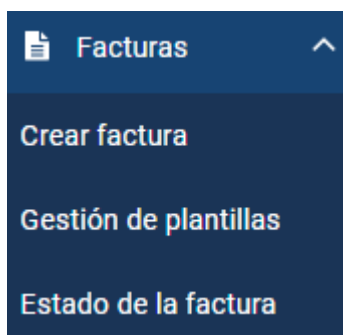 Facturas
Crear factura
Gestión de plantillas
Estado de la factura